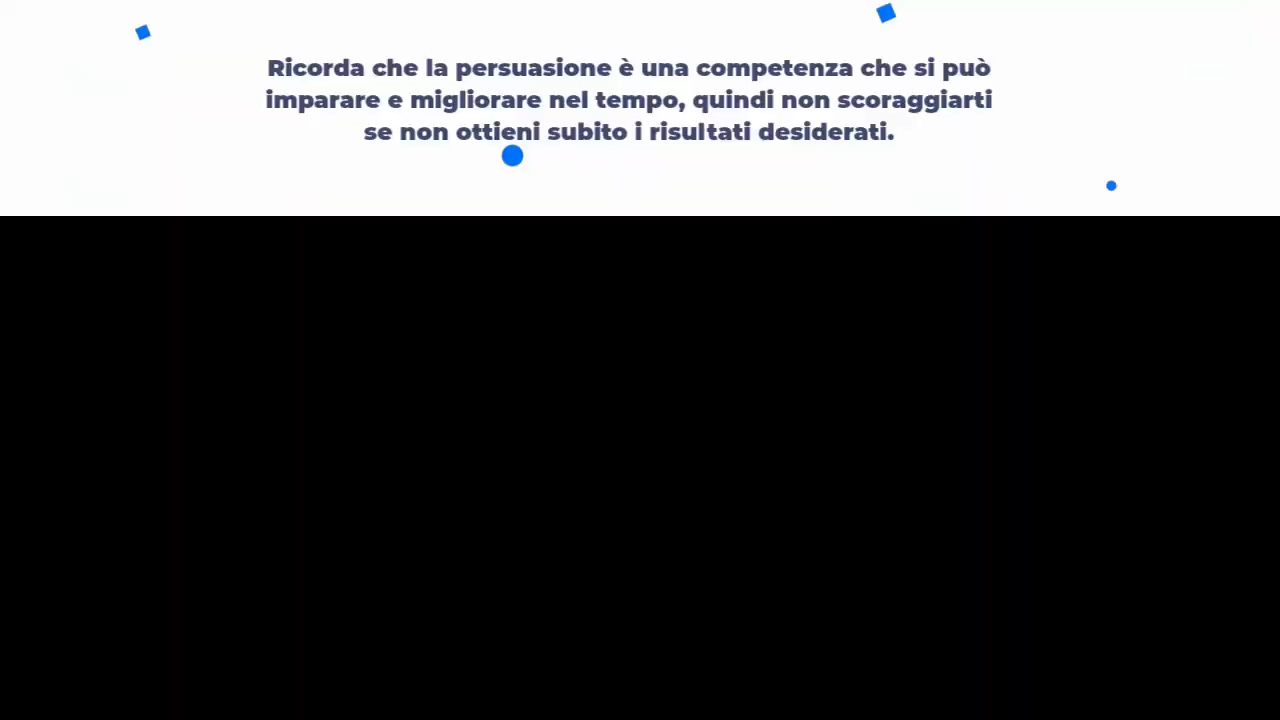 Ricorda che la persuasione è una competenza che si può
imparare e migliorare nel tempo, quindi non scoraggiarti
se non ottieni subito i risultati desiderati.